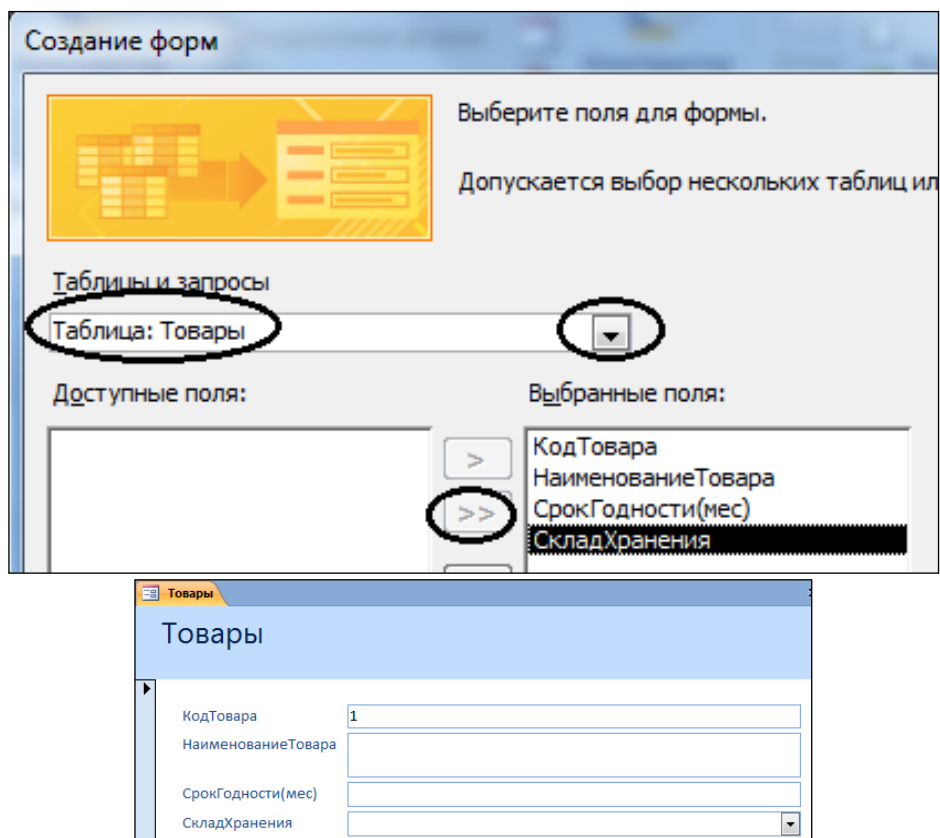 Создание форм
Выберите поля для формы.
Допускается выбор нескольких таблиц ил
Таблицы и запросы
Таблица: Товары
Доступные поля:
Выбранные поля:
>
>>
КодТовара
НаименованиеТовара
СрокГодности(мес)
СкладХранения
Товары
Товары
КодТовара
1
НаименованиеТовара
СрокГодности(мес)
СкладХранения